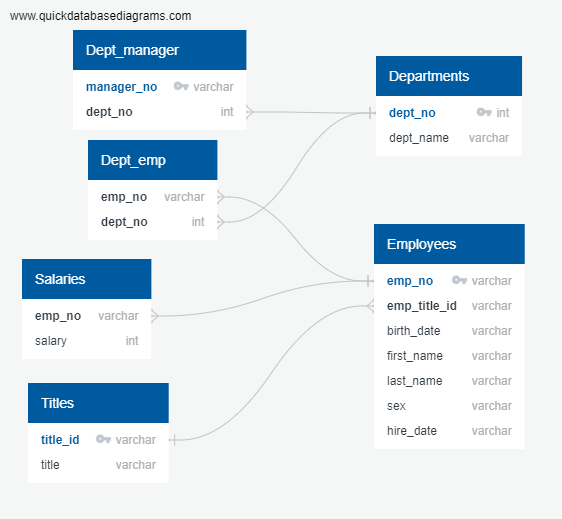 www.quickdatabasediagrams.com
Dept_manager
manager_no varchar
dept_no int
Departments
dept_no int
dept_name varchar
Dept_emp
emp_no varchar
dept_no int
Employees
emp_no varchar
emp_title_id varchar
birth_date varchar
first_name varchar
last_name varchar
sex varchar
hire_date varchar
Salaries
emp_no varchar
salary int
Titles
title_id varchar
title varchar